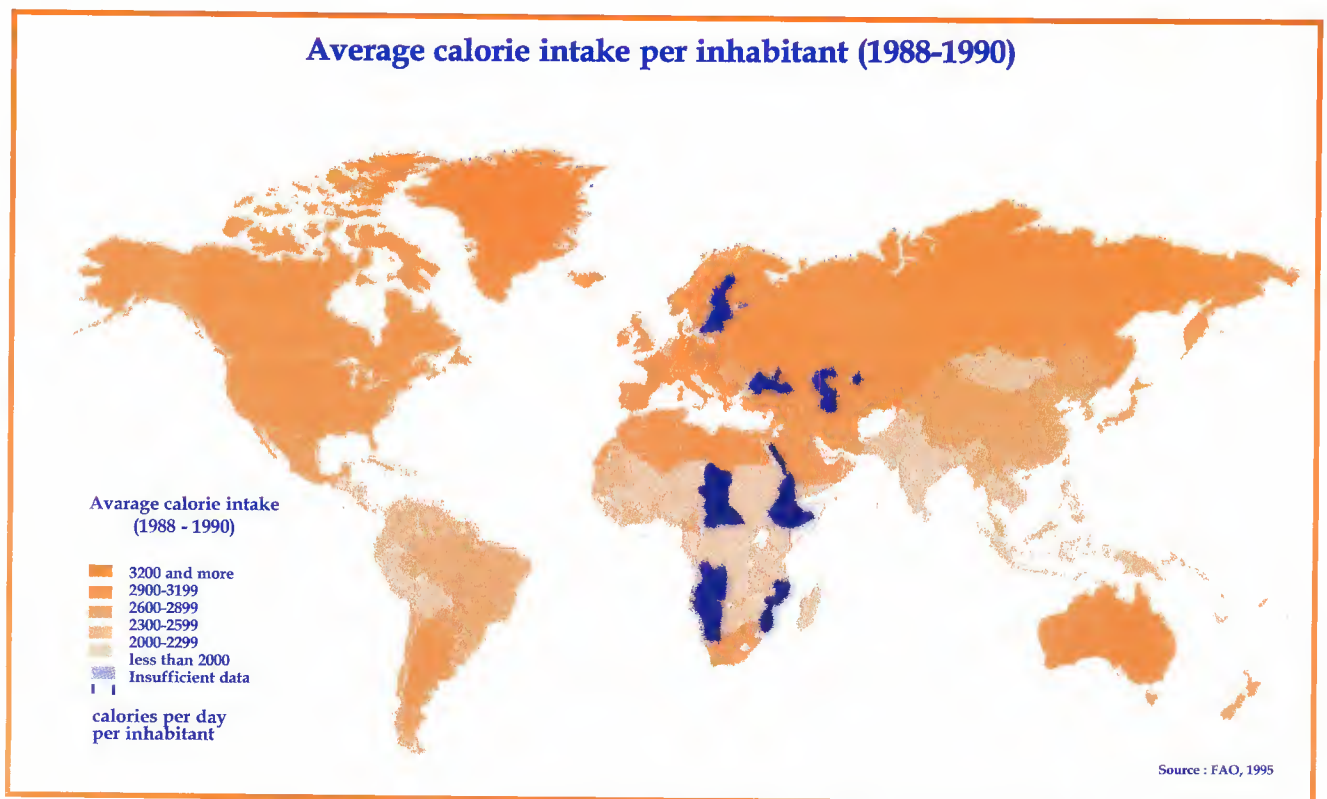 Average calorie intake per inhabitant (1988-1990)
Avarage calorie intake
(1988 - 1990)
3200 and more
2900-3199
2600-2899
2300-2599
2000-2299
less than 2000
Insufficient data
calories per day
per inhabitant
Source : FAO, 1995